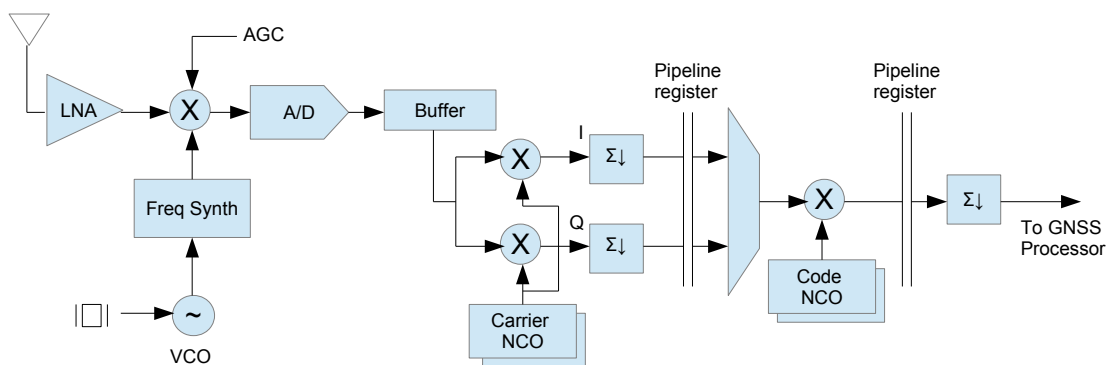 AGC
Pipeline
register
Pipeline
register
LNA
X
A/D
Buffer
I
X
Σ↓
Freq Synth
X
Σ↓
Q
X
Σ↓
To GNSS
Processor
Code
NCO
~
VCO
Carrier
NCO